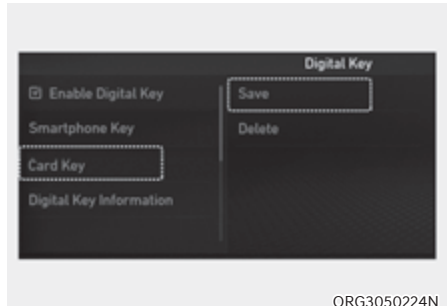 Digital Key
Enable Digital Key
Save
Smartphone Key
Delete
Card Key
Digital Key Information
ORG3050224N